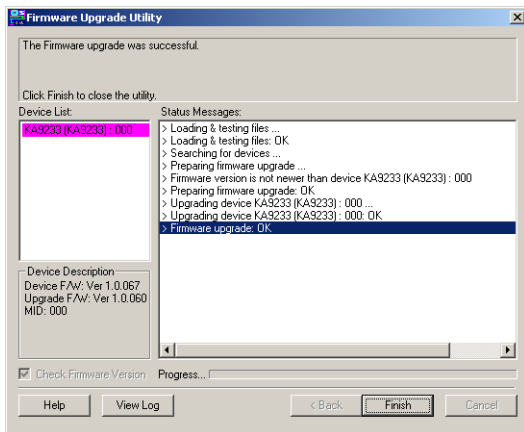 Firmware Upgrade Utility
The Firmware upgrade was successful.
Click Finish to close the utility.
Device List:
KA9233 (KA9233) : 000
Status Messages:
> Loading & testing files ...
> Loading & testing files: OK
> Searching for devices ...
> Preparing firmware upgrade ...
> Firmware version is not newer than device KA9233 (KA9233) : 000
> Preparing firmware upgrade: OK
> Upgrading device KA9233 (KA9233) : 000 ...
> Upgrading device KA9233 (KA9233) : 000: OK
> Firmware upgrade: OK
Device Description
Device F/W: Ver 1.0.067
Upgrade F/W: Ver 1.0.060
MID: 000
Check Firmware Version
Progress...
Help
View Log
< Back
Finish
Cancel